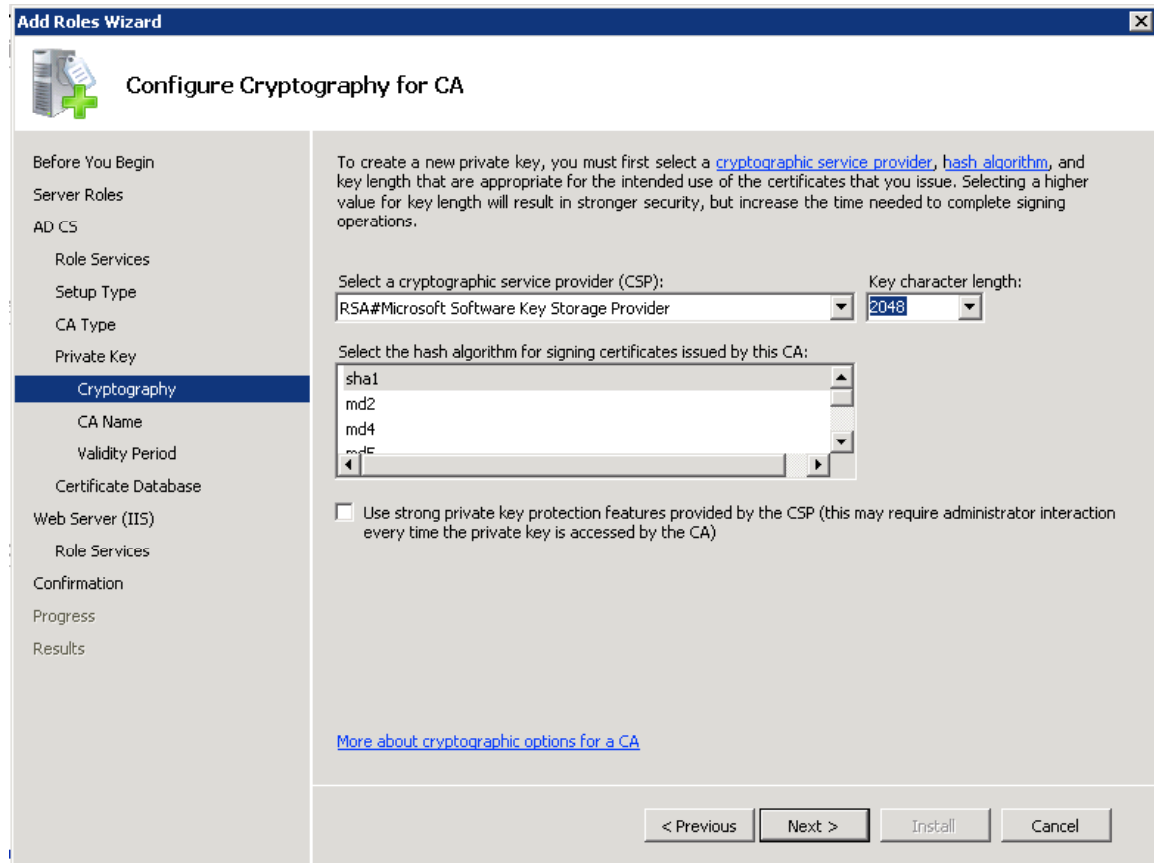 Add Roles Wizard
Configure Cryptography for CA
Before You Begin
Server Roles
AD CS
Role Services
Setup Type
CA Type
Private Key
Cryptography
CA Name
Validity Period
Certificate Database
Web Server (IIS)
Role Services
Confirmation
Progress
Results
To create a new private key, you must first select a cryptographic service provider, hash algorithm, and
key length that are appropriate for the intended use of the certificates that you issue. Selecting a higher
value for key length will result in stronger security, but increase the time needed to complete signing
operations.
Select a cryptographic service provider (CSP):
Key character length:
RSA#Microsoft Software Key Storage Provider
2048
Select the hash algorithm for signing certificates issued by this CA:
sha1
md2
md4
md5
Use strong private key protection features provided by the CSP (this may require administrator interaction
every time the private key is accessed by the CA)
More about cryptographic options for a CA
< Previous
Next >
Install
Cancel